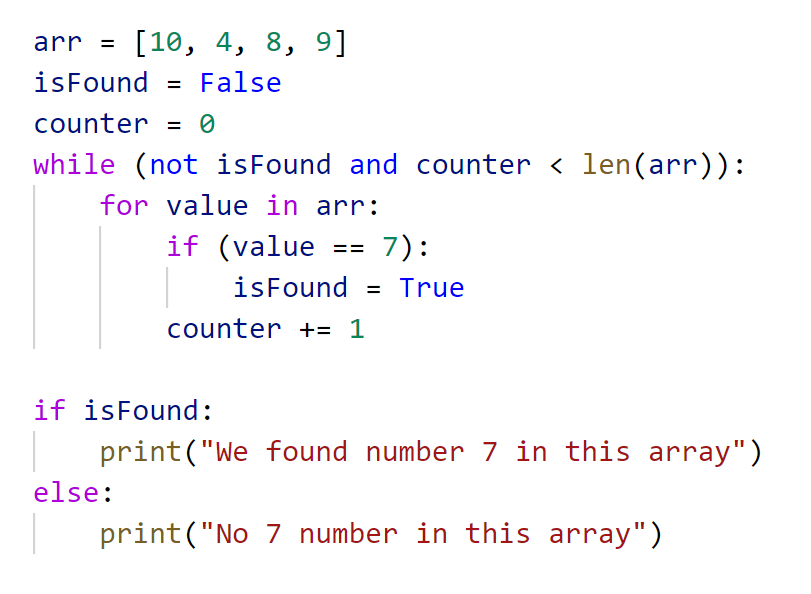 arr = [10, 4, 8, 9]
isFound = False
counter = 0
while (not isFound and counter < len(arr)):
    for value in arr:
        if (value == 7):
            isFound = True
        counter += 1

if isFound:
    print("We found number 7 in this array")
else:
    print("No 7 number in this array")